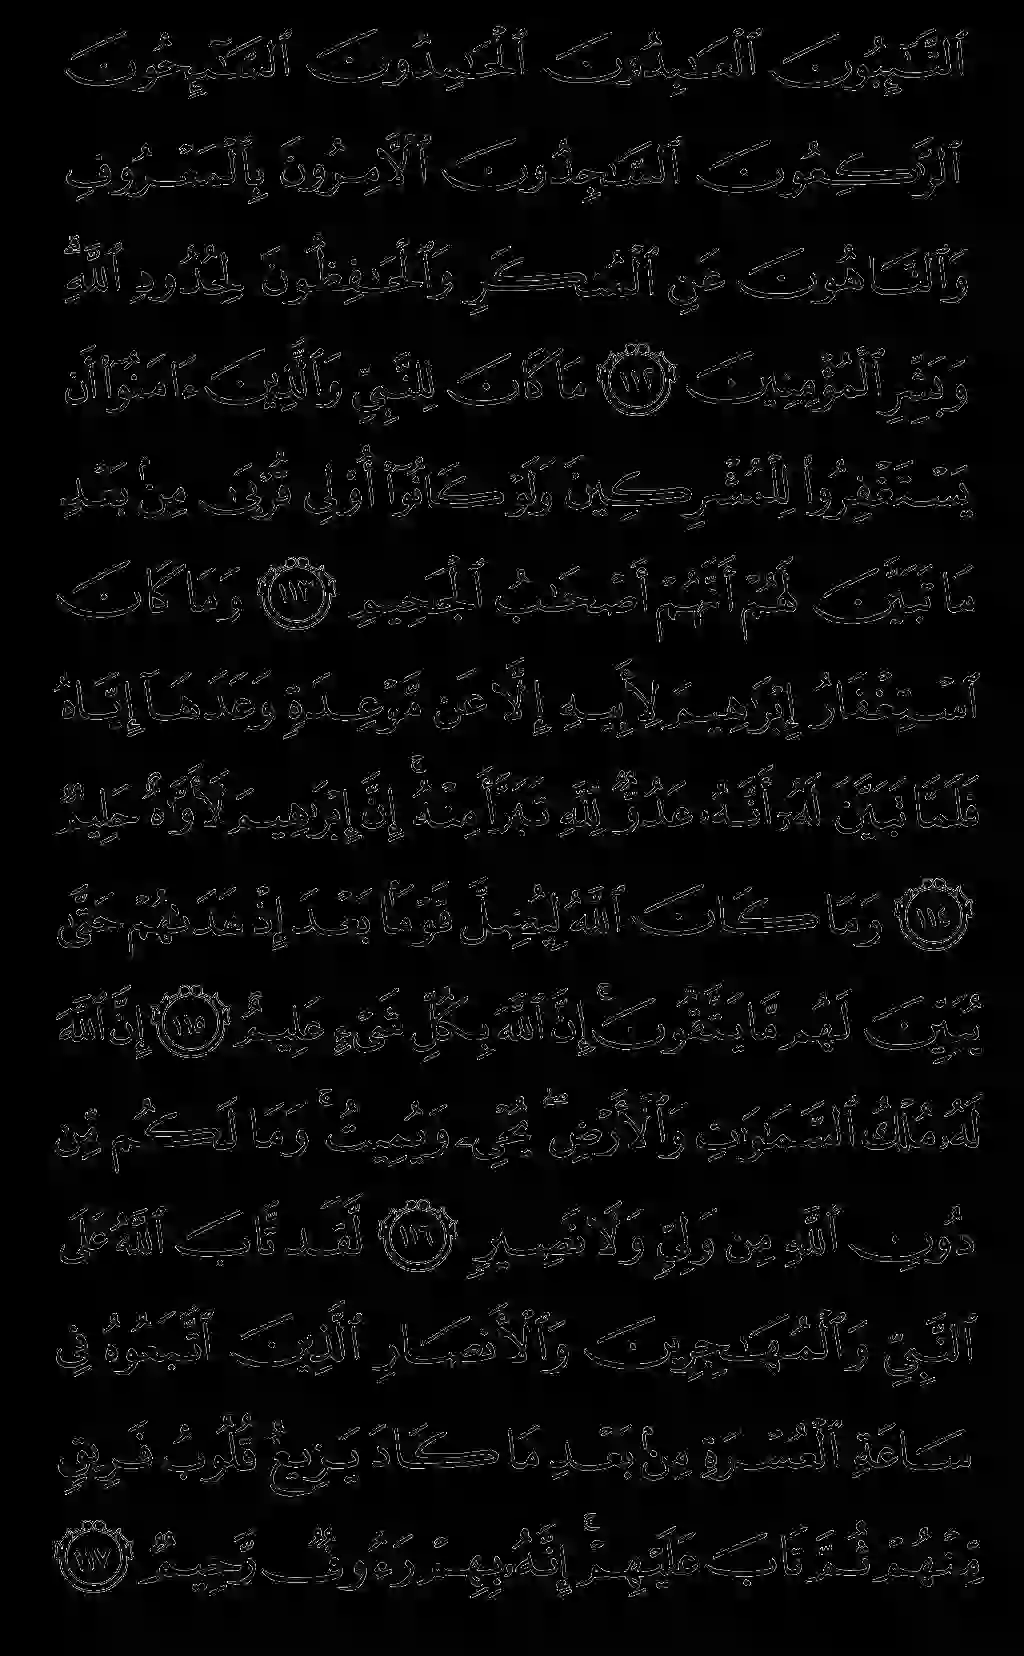 ٱلتَّـٰٓئِبُونَ ٱلْعَـٰبِدُونَ ٱلْحَـٰمِدُونَ ٱلسَّـٰٓئِحُونَ
ٱلرَّٰكِعُونَ ٱلسَّـٰجِدُونَ ٱلْـَٔامِرُونَ بِٱلْمَعْرُوفِ
وَٱلنَّاهُونَ عَنِ ٱلْمُنكَرِ وَٱلْحَـٰفِظُونَ لِحُدُودِ ٱللَّهِ ۗ
وَبَشِّرِ ٱلْمُؤْمِنِينَ ١١٢ مَا كَانَ لِلنَّبِىِّ وَٱلَّذِينَ ءَامَنُوٓا۟ أَن
يَسْتَغْفِرُوا۟ لِلْمُشْرِكِينَ وَلَوْ كَانُوٓا۟ أُو۟لِى قُرْبَىٰ مِنۢ بَعْدِ
مَا تَبَيَّنَ لَهُمْ أَنَّهُمْ أَصْحَـٰبُ ٱلْجَحِيمِ ١١٣ وَمَا كَانَ
ٱسْتِغْفَارُ إِبْرَٰهِيمَ لِأَبِيهِ إِلَّا عَن مَّوْعِدَةٍ وَعَدَهَآ إِيَّاهُ
فَلَمَّا تَبَيَّنَ لَهُۥٓ أَنَّهُۥ عَدُوٌّ لِّلَّهِ تَبَرَّأَ مِنْهُ ۚ إِنَّ إِبْرَٰهِيمَ لَأَوَّٰهٌ حَلِيمٌ
١١٤ وَمَا كَانَ ٱللَّهُ لِيُضِلَّ قَوْمًۢا بَعْدَ إِذْ هَدَىٰهُمْ حَتَّىٰ
يُبَيِّنَ لَهُم مَّا يَتَّقُونَ ۚ إِنَّ ٱللَّهَ بِكُلِّ شَىْءٍ عَلِيمٌ ١١٥ إِنَّ ٱللَّهَ
لَهُۥ مُلْكُ ٱلسَّمَـٰوَٰتِ وَٱلْأَرْضِ ۖ يُحْىِۦ وَيُمِيتُ ۚ وَمَا لَكُم مِّن
دُونِ ٱللَّهِ مِن وَلِىٍّ وَلَا نَصِيرٍ ١١٦ لَّقَد تَّابَ ٱللَّهُ عَلَى
ٱلنَّبِىِّ وَٱلْمُهَـٰجِرِينَ وَٱلْأَنصَارِ ٱلَّذِينَ ٱتَّبَعُوهُ فِى
سَاعَةِ ٱلْعُسْرَةِ مِنۢ بَعْدِ مَا كَادَ يَزِيغُ قُلُوبُ فَرِيقٍ
مِّنْهُمْ ثُمَّ تَابَ عَلَيْهِمْ ۚ إِنَّهُۥ بِهِمْ رَءُوفٌ رَّحِيمٌ ١١٧